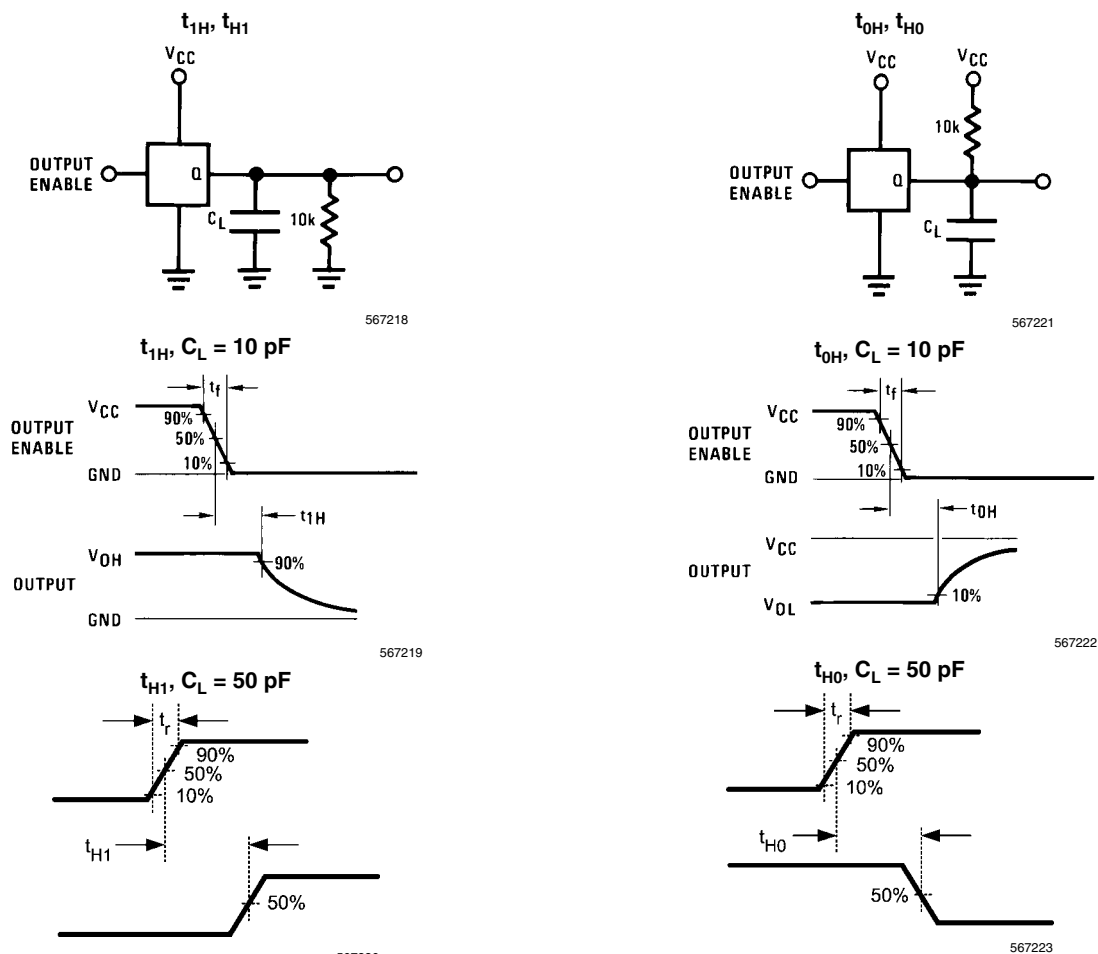 t1H, tH1
VCC
OUTPUT
ENABLE
Q
CL
10k
567218
t1H, CL = 10 pF
tf
VCC
90%
50%
10%
OUTPUT
ENABLE
GND
t1H
VOH
90%
OUTPUT
GND
567219
tH1, CL = 50 pF
tr
90%
50%
10%
tH1
50%
t0H, tH0
VCC
VCC
10k
OUTPUT
ENABLE
Q
CL
567221
t0H, CL = 10 pF
tf
VCC
90%
50%
10%
OUTPUT
ENABLE
GND
t0H
VCC
OUTPUT
10%
VOL
567222
tH0, CL = 50 pF
tr
90%
50%
10%
tH0
50%
567223